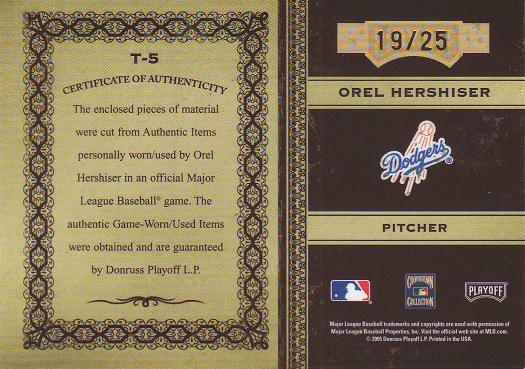 T-5
CERTIFICATE OF AUTHENTICITY
The enclosed pieces of material
were cut from Authentic Items
personally worn/used by Orel
Hershiser in an official Major
League Baseball® game. The
authentic Game-Worn/Used Items
were obtained and are guaranteed
by Donruss Playoff L.P.
19/25
OREL HERSHISER
Dodgers®
PITCHER
COOPERSTOWN
COLLECTION
PLAYOFF
Major League Baseball trademarks and copyrights are used with permission of
Major League Baseball Properties, Inc. Visit the official web site at MLB.com.
© 2005 Donruss Playoff L.P. Printed in the USA.